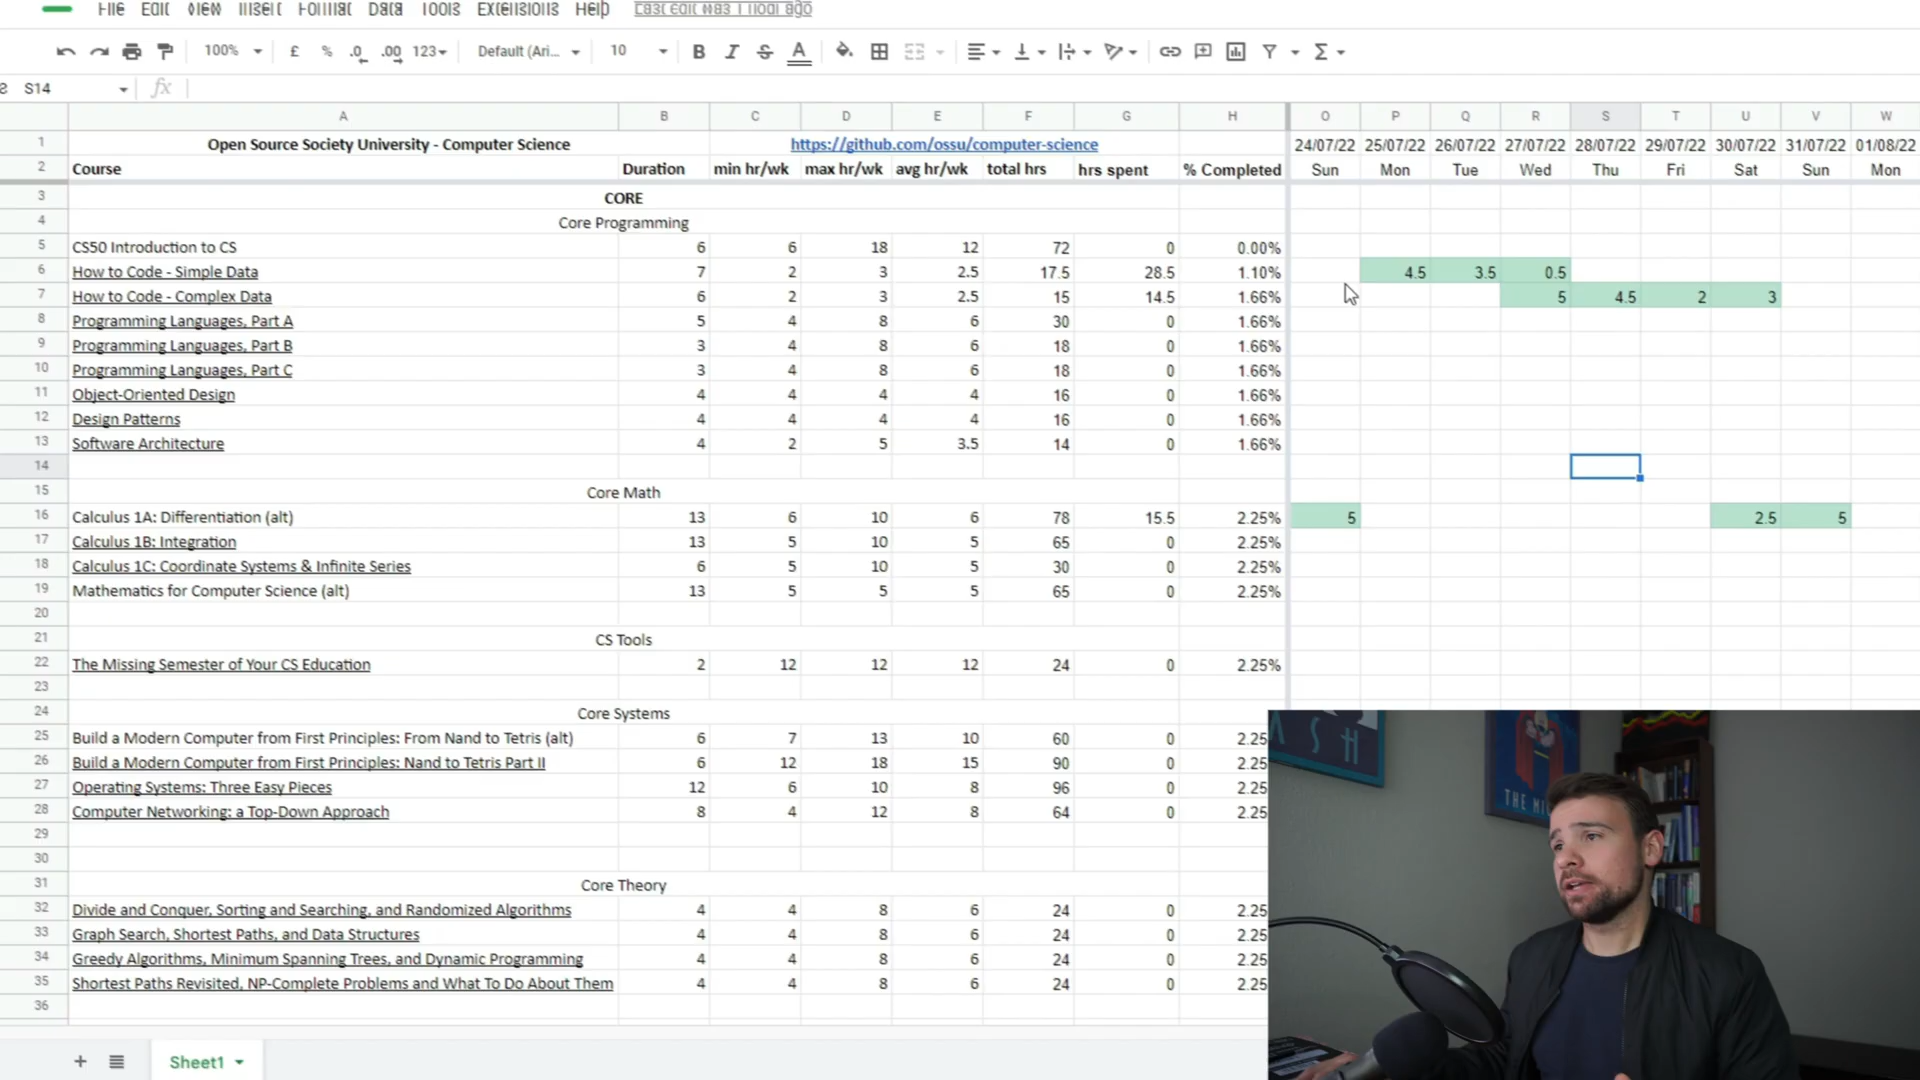 File Edit View Insert Format Data Tools Extensions Help Last edit was 1 hour ago
100% £ % .0 .00 123 Default (Ari... 10 B I S A Σ
S14 fx
A B C D E F G H O P Q R S T U V W
1 Open Source Society University - Computer Science https://github.com/ossu/computer-science 24/07/22 25/07/22 26/07/22 27/07/22 28/07/22 29/07/22 30/07/22 31/07/22 01/08/22
2 Course Duration min hr/wk max hr/wk avg hr/wk total hrs hrs spent % Completed Sun Mon Tue Wed Thu Fri Sat Sun Mon
3 CORE
4 Core Programming
5 CS50 Introduction to CS 6 6 18 12 72 0 0.00%
6 How to Code - Simple Data 7 2 3 2.5 17.5 28.5 1.10% 4.5 3.5 0.5
7 How to Code - Complex Data 6 2 3 2.5 15 14.5 1.66% 5 4.5 2 3
8 Programming Languages, Part A 5 4 8 6 30 0 1.66%
9 Programming Languages, Part B 3 4 8 6 18 0 1.66%
10 Programming Languages, Part C 3 4 8 6 18 0 1.66%
11 Object-Oriented Design 4 4 4 4 16 0 1.66%
12 Design Patterns 4 4 4 4 16 0 1.66%
13 Software Architecture 4 2 5 3.5 14 0 1.66%
14
15 Core Math
16 Calculus 1A: Differentiation (alt) 13 6 10 6 78 15.5 2.25% 5 2.5 5
17 Calculus 1B: Integration 13 5 10 5 65 0 2.25%
18 Calculus 1C: Coordinate Systems & Infinite Series 6 5 10 5 30 0 2.25%
19 Mathematics for Computer Science (alt) 13 5 5 5 65 0 2.25%
20
21 CS Tools
22 The Missing Semester of Your CS Education 2 12 12 12 24 0 2.25%
23
24 Core Systems
25 Build a Modern Computer from First Principles: From Nand to Tetris (alt) 6 7 13 10 60 0 2.25
26 Build a Modern Computer from First Principles: Nand to Tetris Part II 6 12 18 15 90 0 2.25
27 Operating Systems: Three Easy Pieces 12 6 10 8 96 0 2.25
28 Computer Networking: a Top-Down Approach 8 4 12 8 64 0 2.25
29
30
31 Core Theory
32 Divide and Conquer, Sorting and Searching, and Randomized Algorithms 4 4 8 6 24 0 2.25
33 Graph Search, Shortest Paths, and Data Structures 4 4 8 6 24 0 2.25
34 Greedy Algorithms, Minimum Spanning Trees, and Dynamic Programming 4 4 8 6 24 0 2.25
35 Shortest Paths Revisited, NP-Complete Problems and What To Do About Them 4 4 8 6 24 0 2.25
36
Sheet1
A S H
THE